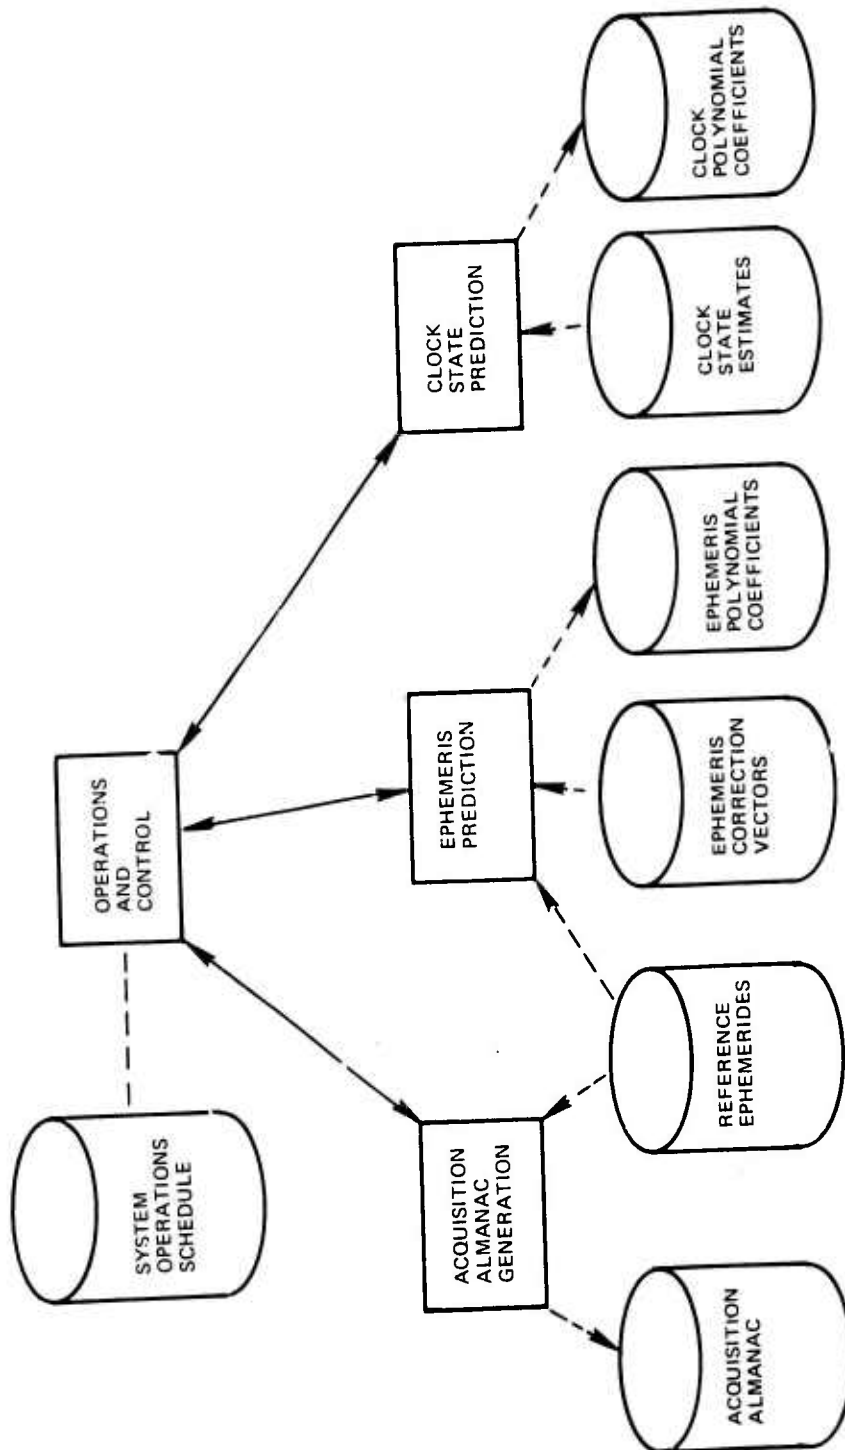 SYSTEM
OPERATIONS
SCHEDULE
OPERATIONS
AND
CONTROL
ACQUISITION
ALMANAC
GENERATION
EPHEMERIS
PREDICTION
CLOCK
STATE
PREDICTION
ACQUISITION
ALMANAC
REFERENCE
EPHEMERIDES
EPHEMERIS
CORRECTION
VECTORS
EPHEMERIS
POLYNOMIAL
COEFFICIENTS
CLOCK
STATE
ESTIMATES
CLOCK
POLYNOMIAL
COEFFICIENTS